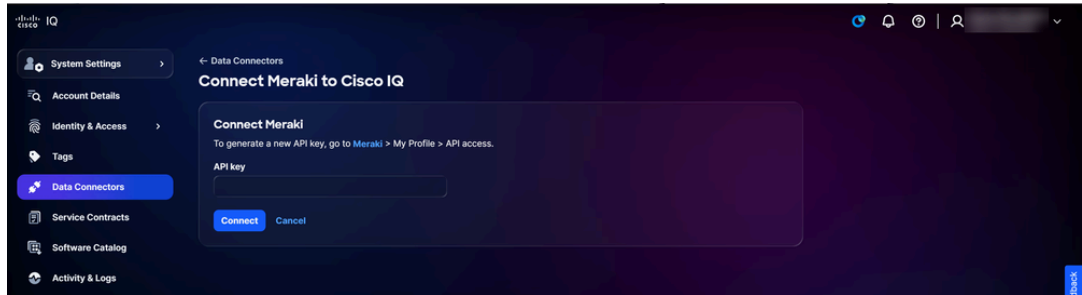 cisco IQ
System Settings
Account Details
Identity & Access
Tags
Data Connectors
Service Contracts
Software Catalog
Activity & Logs
← Data Connectors
Connect Meraki to Cisco IQ
Connect Meraki
To generate a new API key, go to Meraki > My Profile > API access.
API key
Connect Cancel